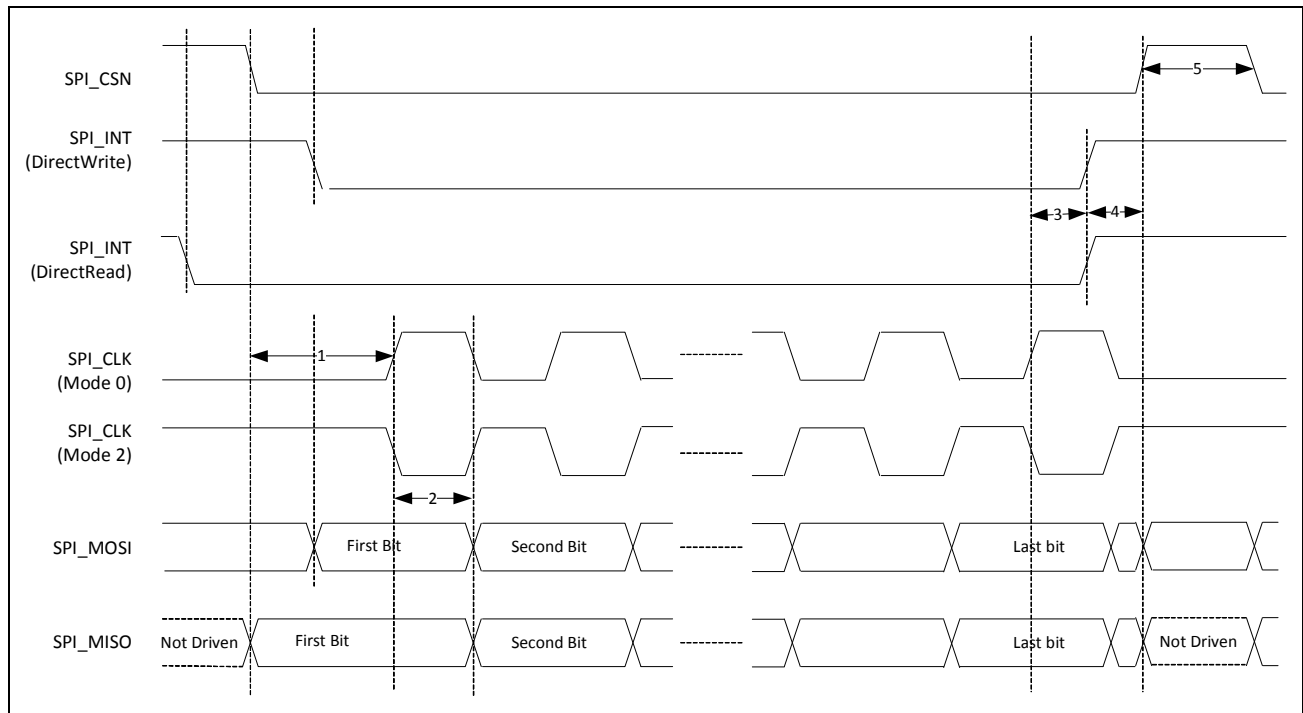 SPI_CSN
5
SPI_INT
(DirectWrite)
3
4
SPI_INT
(DirectRead)
1
SPI_CLK
(Mode 0)
SPI_CLK
(Mode 2)
2
SPI_MOSI
First Bit
Second Bit
Last bit
SPI_MISO
Not Driven
First Bit
Second Bit
Last bit
Not Driven